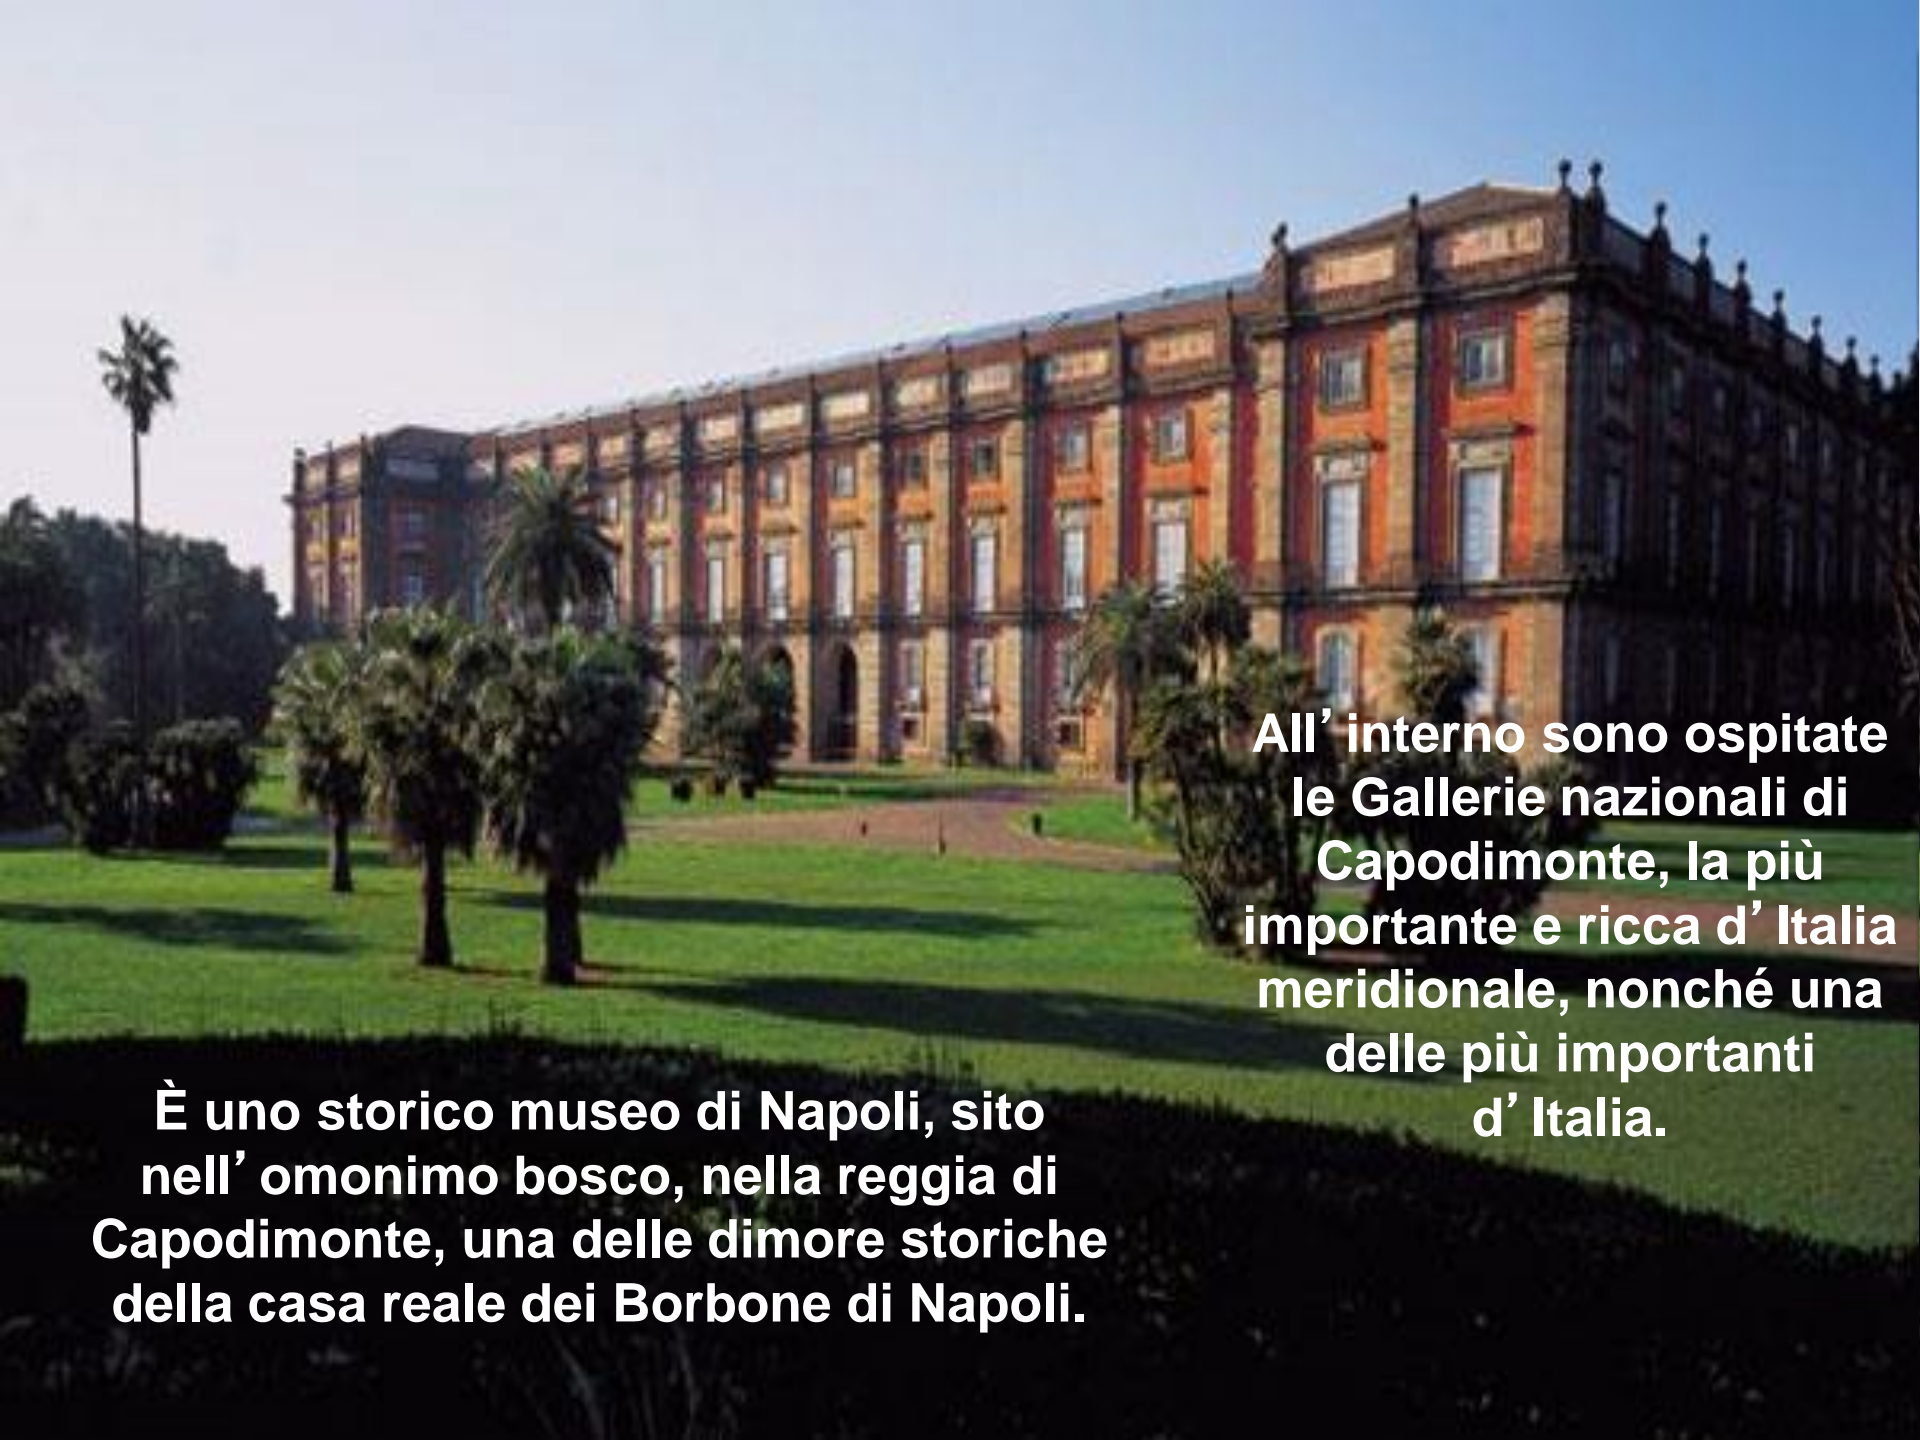 È uno storico museo di Napoli, sito
nell’omonimo bosco, nella reggia di
Capodimonte, una delle dimore storiche
della casa reale dei Borbone di Napoli.
All’interno sono ospitate
le Gallerie nazionali di
Capodimonte, la più
importante e ricca d’Italia
meridionale, nonché una
delle più importanti
d’Italia.